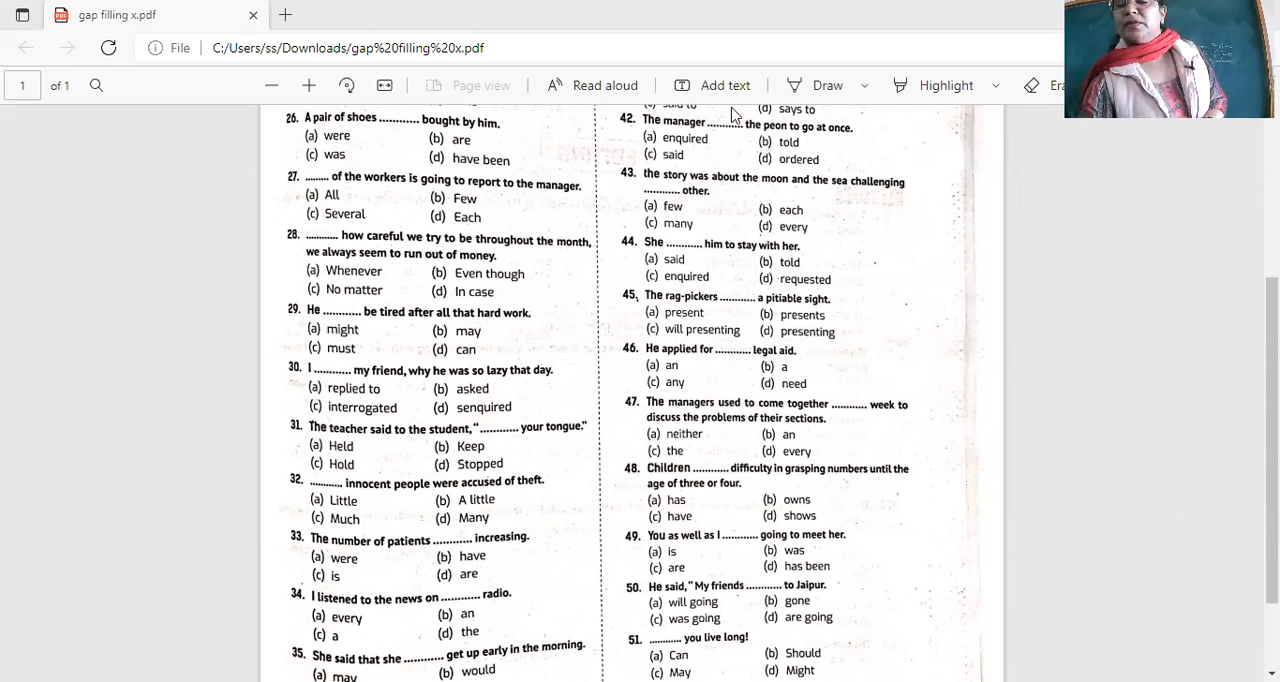 gap filling x.pdf
File
C:/Users/ss/Downloads/gap%20filling%20x.pdf
1 of 1
Page view
Read aloud
Add text
Draw
Highlight
Era
26. A pair of shoes ............ bought by him.
(a) were (b) are
(c) was (d) have been
27. ......... of the workers is going to report to the manager.
(a) All (b) Few
(c) Several (d) Each
28. ............ how careful we try to be throughout the month,
we always seem to run out of money.
(a) Whenever (b) Even though
(c) No matter (d) In case
29. He ............ be tired after all that hard work.
(a) might (b) may
(c) must (d) can
30. I ............ my friend, why he was so lazy that day.
(a) replied to (b) asked
(c) interrogated (d) senquired
31. The teacher said to the student, “............ your tongue.”
(a) Held (b) Keep
(c) Hold (d) Stopped
32. ............ innocent people were accused of theft.
(a) Little (b) A little
(c) Much (d) Many
33. The number of patients ............ increasing.
(a) were (b) have
(c) is (d) are
34. I listened to the news on ............ radio.
(a) every (b) an
(c) a (d) the
35. She said that she ............ get up early in the morning.
(a) may (b) would
(c) said to (d) says to
42. The manager ............ the peon to go at once.
(a) enquired (b) told
(c) said (d) ordered
43. the story was about the moon and the sea challenging
............ other.
(a) few (b) each
(c) many (d) every
44. She ............ him to stay with her.
(a) said (b) told
(c) enquired (d) requested
45. The rag-pickers ............ a pitiable sight.
(a) present (b) presents
(c) will presenting (d) presenting
46. He applied for ............ legal aid.
(a) an (b) a
(c) any (d) need
47. The managers used to come together ............ week to
discuss the problems of their sections.
(a) neither (b) an
(c) the (d) every
48. Children ............ difficulty in grasping numbers until the
age of three or four.
(a) has (b) owns
(c) have (d) shows
49. You as well as I ............ going to meet her.
(a) is (b) was
(c) are (d) has been
50. He said, “My friends ............ to Jaipur.
(a) will going (b) gone
(c) was going (d) are going
51. ............ you live long!
(a) Can (b) Should
(c) May (d) Might